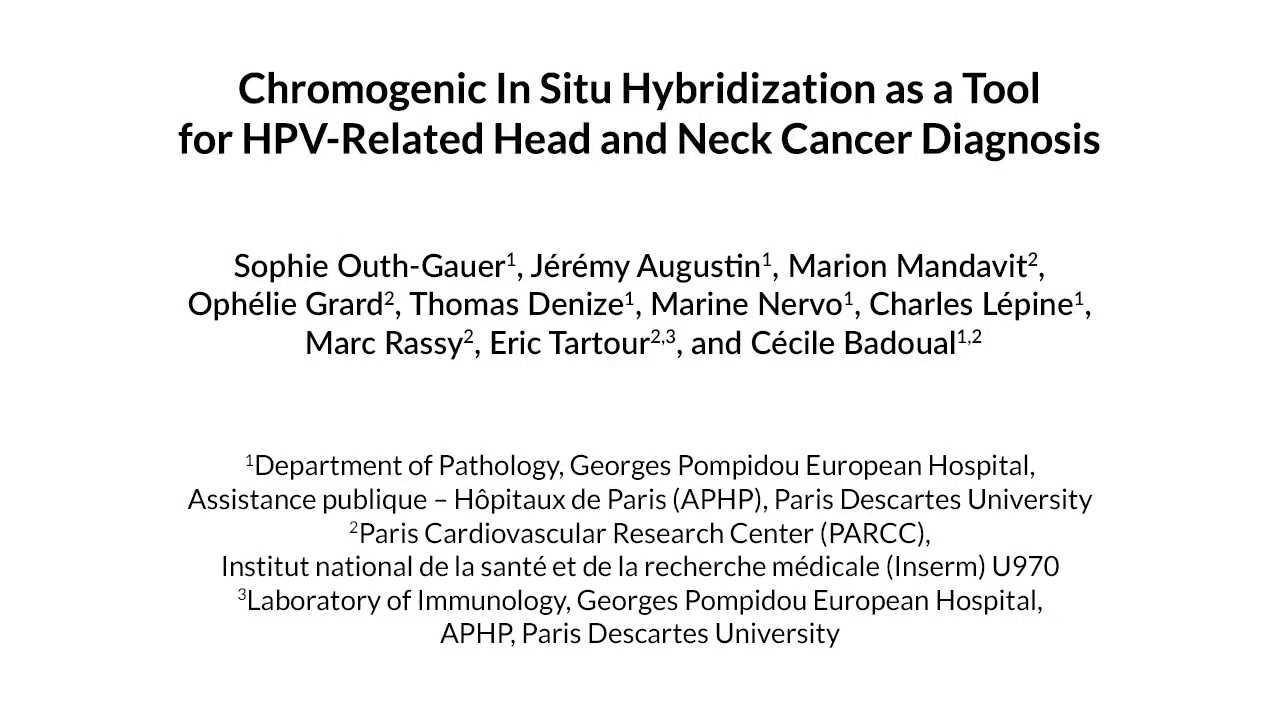 Chromogenic In Situ Hybridization as a Tool
for HPV-Related Head and Neck Cancer Diagnosis
Sophie Outh-Gauer¹, Jérémy Augustin¹, Marion Mandavit²,
Ophélie Grard², Thomas Denize¹, Marine Nervo¹, Charles Lépine¹,
Marc Rassy², Eric Tartour²,³, and Cécile Badoual¹,²
¹Department of Pathology, Georges Pompidou European Hospital,
Assistance publique – Hôpitaux de Paris (APHP), Paris Descartes University
²Paris Cardiovascular Research Center (PARCC),
Institut national de la santé et de la recherche médicale (Inserm) U970
³Laboratory of Immunology, Georges Pompidou European Hospital,
APHP, Paris Descartes University